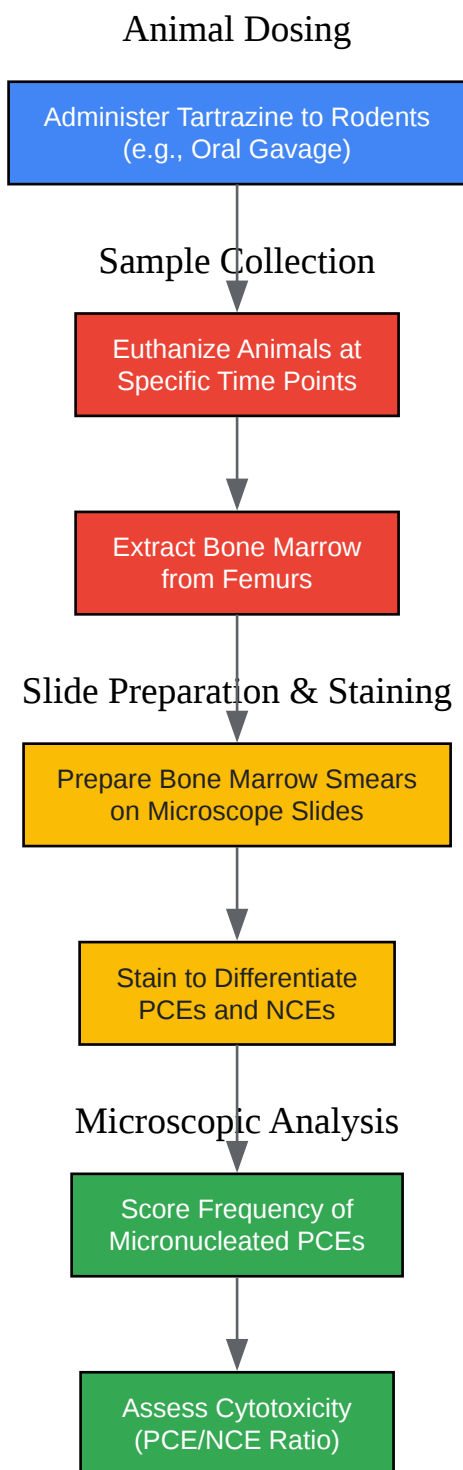 Animal Dosing
Administer Tartrazine to Rodents
(e.g., Oral Gavage)
Sample Collection
Euthanize Animals at
Specific Time Points
Extract Bone Marrow
from Femurs
Slide Preparation & Staining
Prepare Bone Marrow Smears
on Microscope Slides
Stain to Differentiate
PCEs and NCEs
Microscopic Analysis
Score Frequency of
Micronucleated PCEs
Assess Cytotoxicity
(PCE/NCE Ratio)